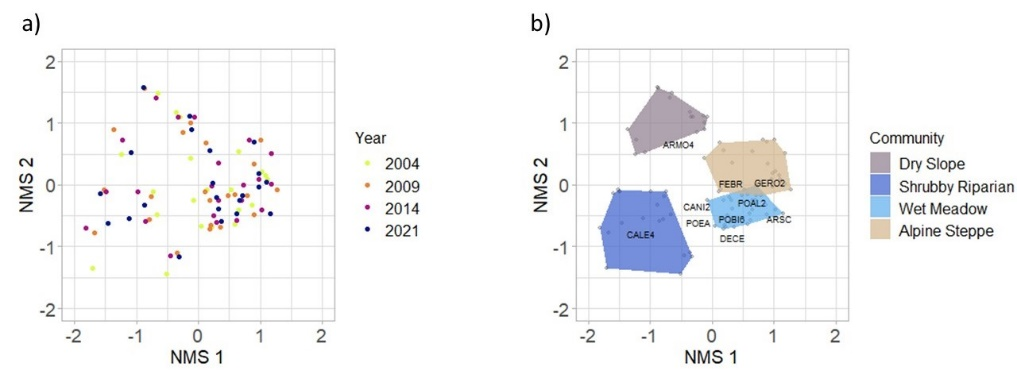 a)
NMS 2
2
1
0
-1
-2
-2 -1 0 1 2
NMS 1
Year
2004
2009
2014
2021
b)
NMS 2
2
1
0
-1
-2
ARMO4
FEBR GERO2
CANI2 POAL2
POEA POBI6 ARSC
DECE
CALE4
-2 -1 0 1 2
NMS 1
Community
Dry Slope
Shrubby Riparian
Wet Meadow
Alpine Steppe